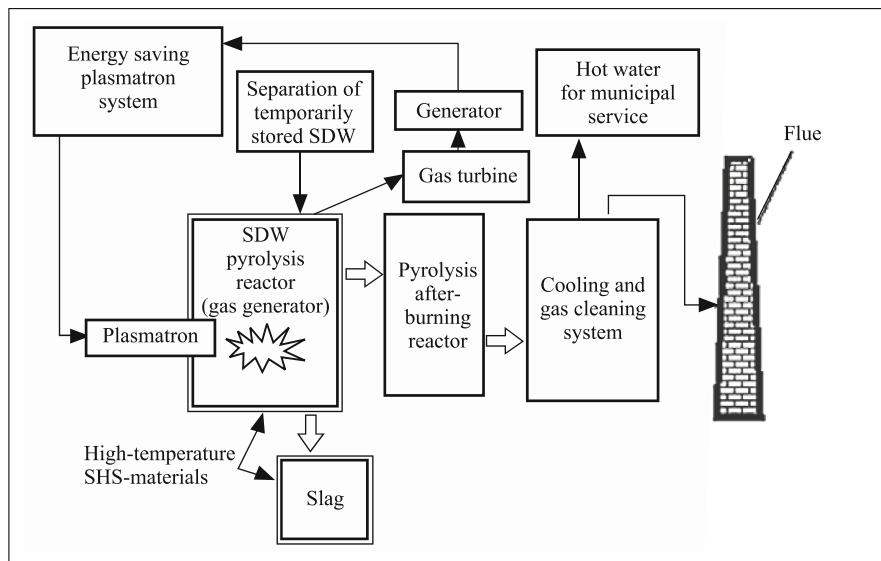 Energy saving
plasmatron
system
Separation of
temporarily
stored SDW
Generator
Gas turbine
Hot water
for municipal
service
Flue
SDW
pyrolysis
reactor
(gas generator)
Plasmatron
Pyrolysis
after-
burning
reactor
Cooling and
gas cleaning
system
High-temperature
SHS-materials
Slag